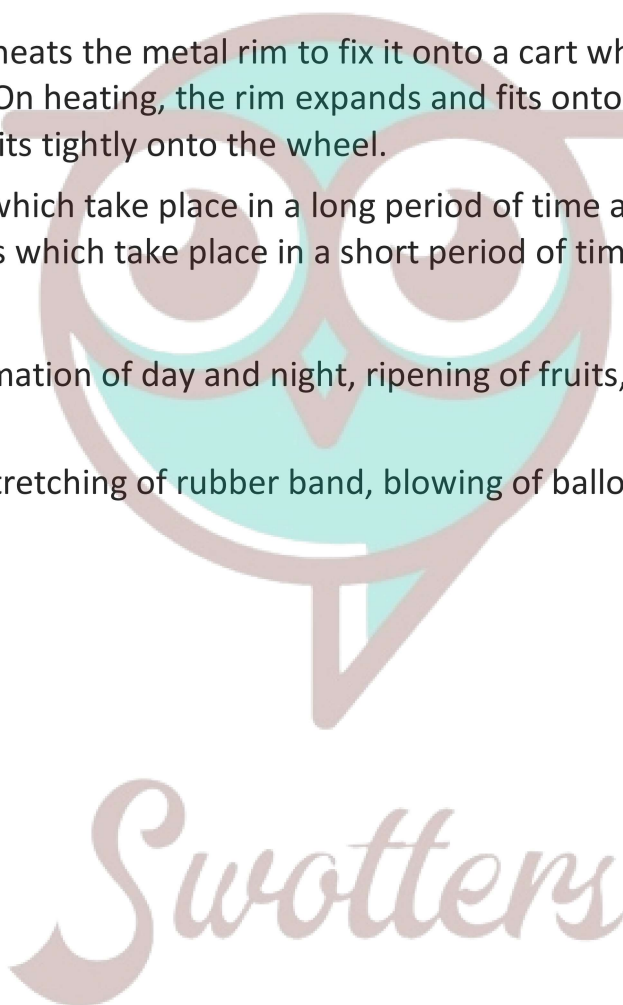 heats the metal rim to fix it onto a cart wh
On heating, the rim expands and fits onto
its tightly onto the wheel.
which take place in a long period of time a
s which take place in a short period of tim
mation of day and night, ripening of fruits,
tretching of rubber band, blowing of ballo
Swotters